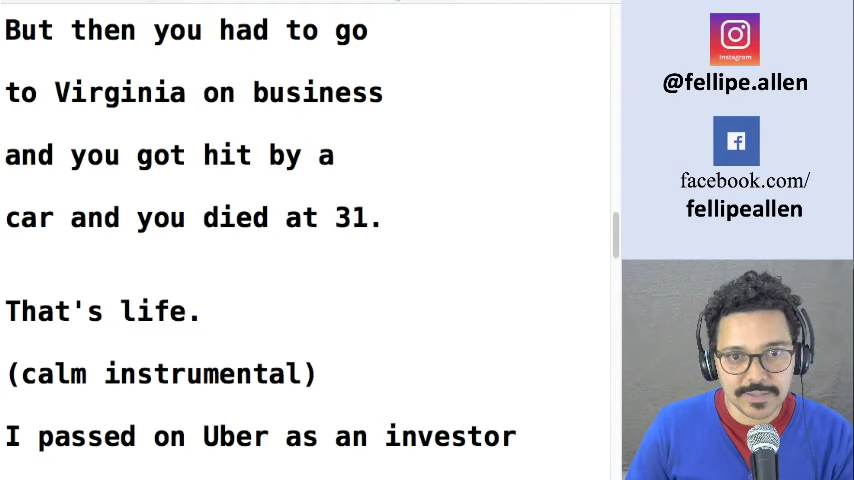 But then you had to go
to Virginia on business
and you got hit by a
car and you died at 31.
That's life.
(calm instrumental)
I passed on Uber as an investor
Instagram
@fellipe.allen
facebook.com/
fellipeallen